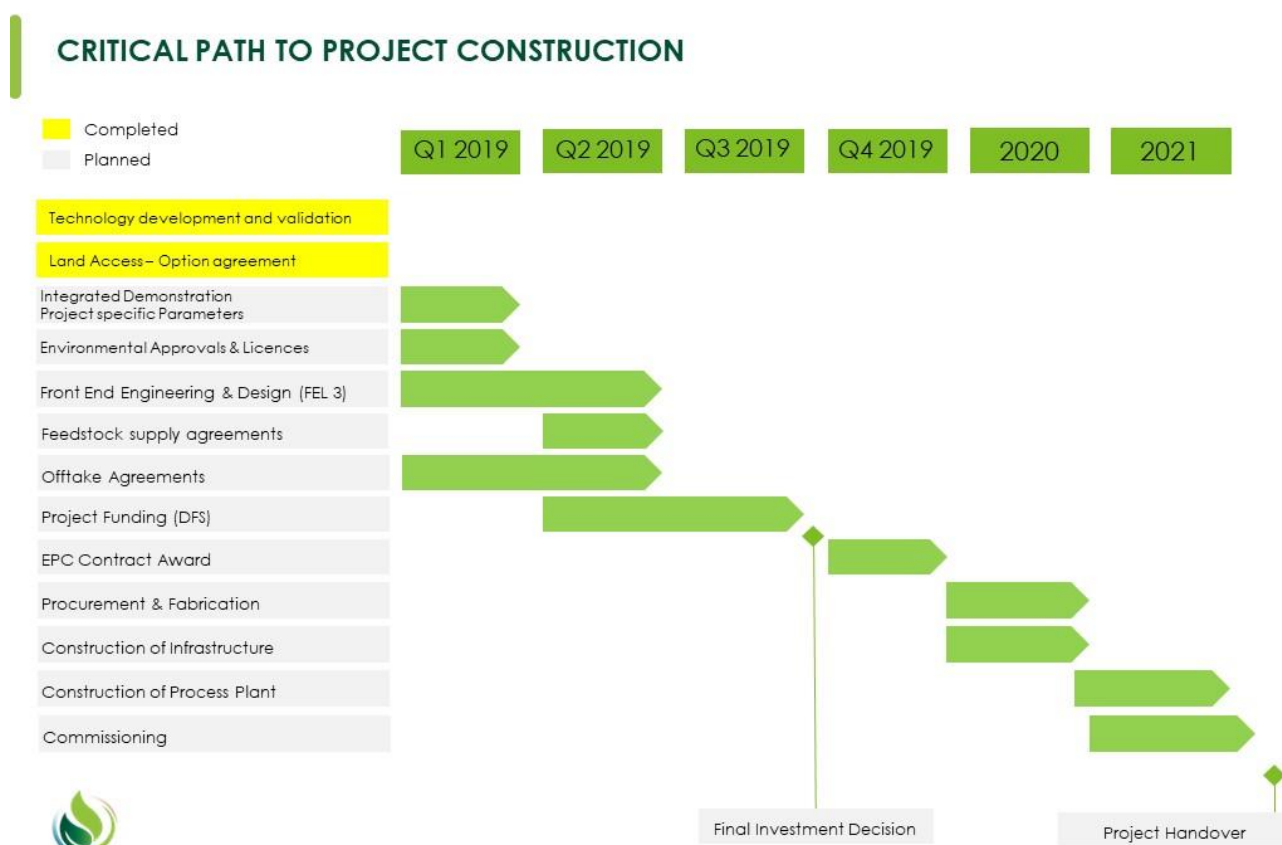 CRITICAL PATH TO PROJECT CONSTRUCTION
Completed
Planned
Q1 2019
Q2 2019
Q3 2019
Q4 2019
2020
2021
Technology development and validation
Land Access – Option agreement
Integrated Demonstration
Project specific Parameters
Environmental Approvals & Licences
Front End Engineering & Design (FEL 3)
Feedstock supply agreements
Offtake Agreements
Project Funding (DFS)
EPC Contract Award
Procurement & Fabrication
Construction of Infrastructure
Construction of Process Plant
Commissioning
Final Investment Decision
Project Handover